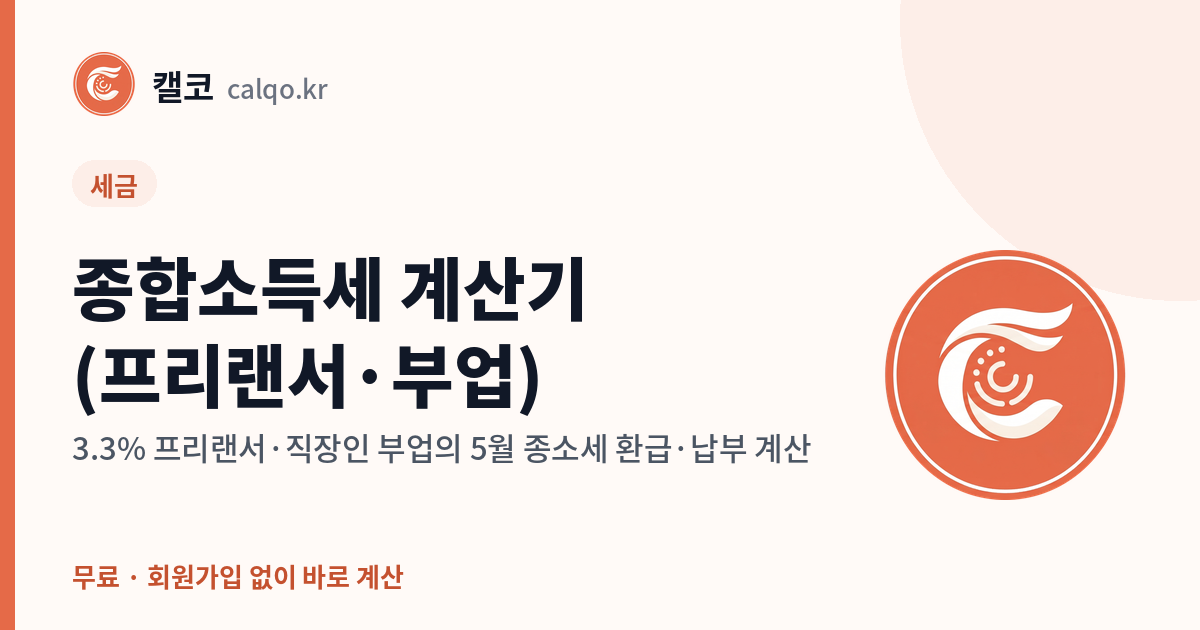 캘코 calqo.kr
세금
종합소득세 계산기
(프리랜서·부업)
3.3% 프리랜서·직장인 부업의 5월 종소세 환급·납부 계산
무료 · 회원가입 없이 바로 계산